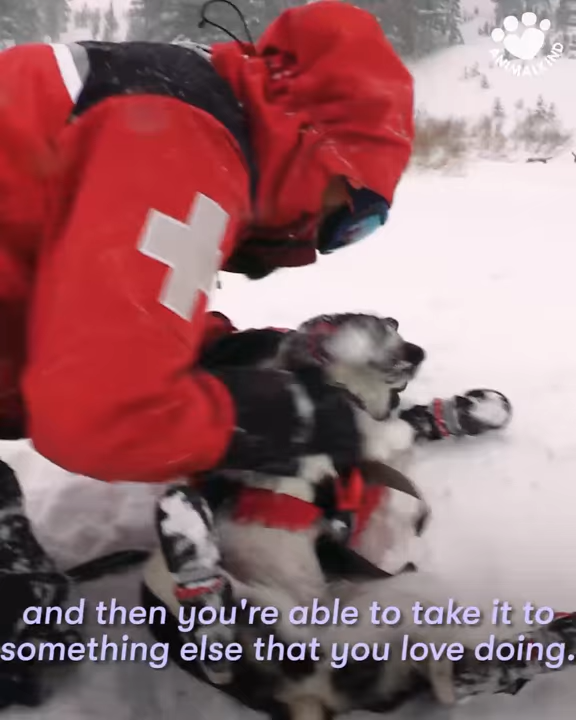 ANIMALKIND
and then you're able to take it to
something else that you love doing.